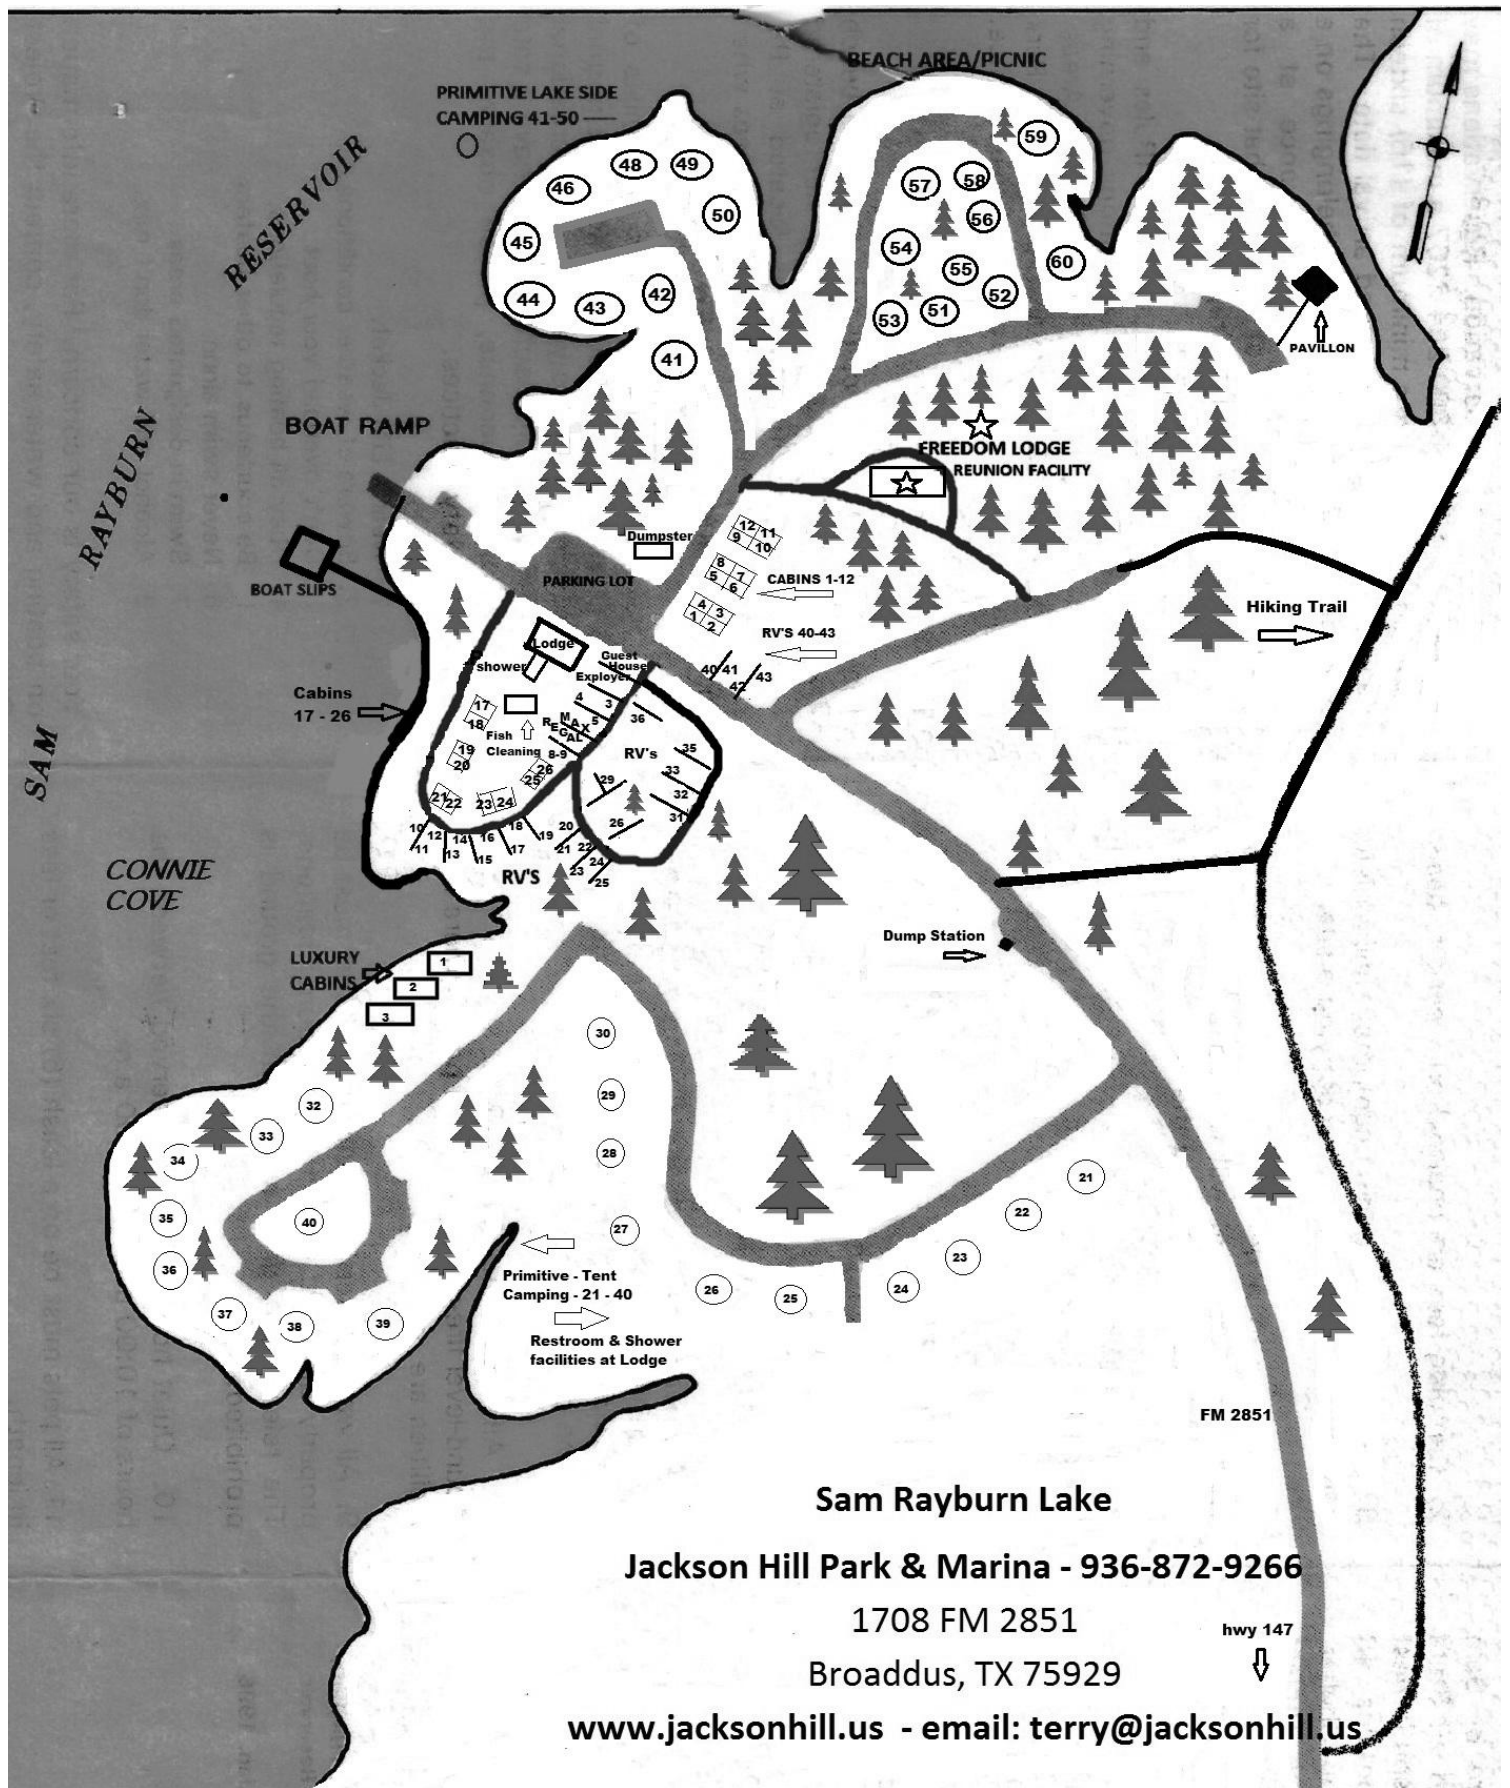 BEACH AREA/PICNIC
PRIMITIVE LAKE SIDE
CAMPING 41-50
59
48
49
46
57
58
50
56
45
54
60
55
42
52
44
43
51
53
PAVILLON
41
RESERVOIR
BOAT RAMP
FREEDOM LODGE
REUNION FACILITY
RAYBURN
12 11
9 10
Dumpster
8 7
5 6
CABINS 1-12
PARKING LOT
BOAT SLIPS
4 3
1 2
Hiking Trail
RV'S 40-43
Lodge
shower
Guest
House
Exployer
40 41
42
43
Cabins
17 - 26
17
18
4
3
36
REGAL
MAX
5
Fish
Cleaning
8-9
RV's
35
19
20
26
25
33
29
32
21 22
23 24
31
26
10
11
12
13
14
15
16
17
18
19
20
21
22
23
24
25
RV'S
SAM
CONNIE
COVE
Dump Station
LUXURY
CABINS
1
2
3
30
29
32
33
28
34
21
35
40
22
27
23
36
Primitive - Tent
Camping - 21 - 40
26
25
24
37
38
39
Restroom & Shower
facilities at Lodge
FM 2851
Sam Rayburn Lake
Jackson Hill Park & Marina - 936-872-9266
1708 FM 2851
hwy 147
Broaddus, TX 75929
www.jacksonhill.us - email: terry@jacksonhill.us